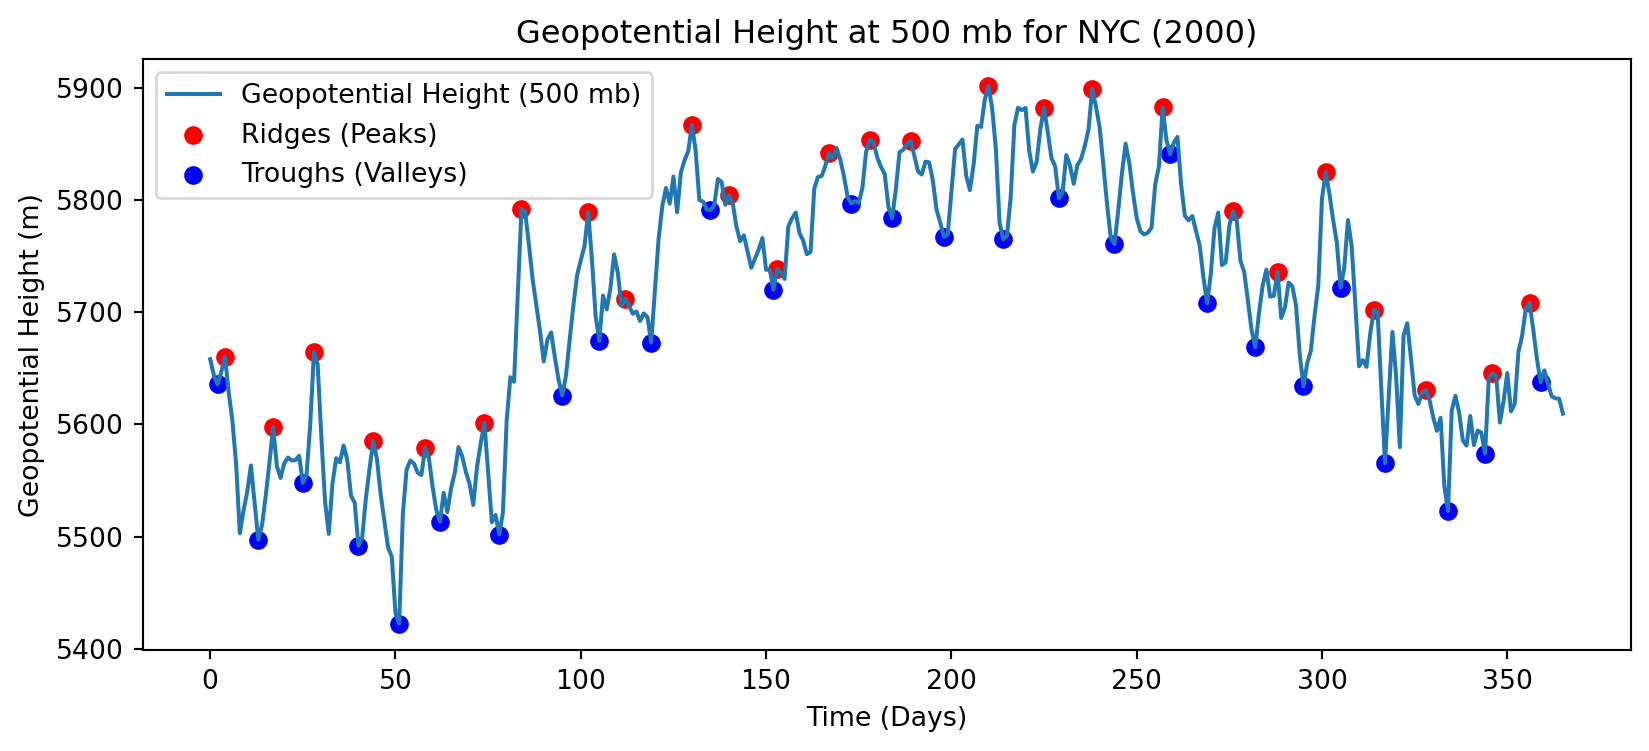 Geopotential Height at 500 mb for NYC (2000)
Geopotential Height (500 mb)
Ridges (Peaks)
Troughs (Valleys)
Geopotential Height (m)
5900
5800
5700
5600
5500
5400
0 50 100 150 200 250 300 350
Time (Days)